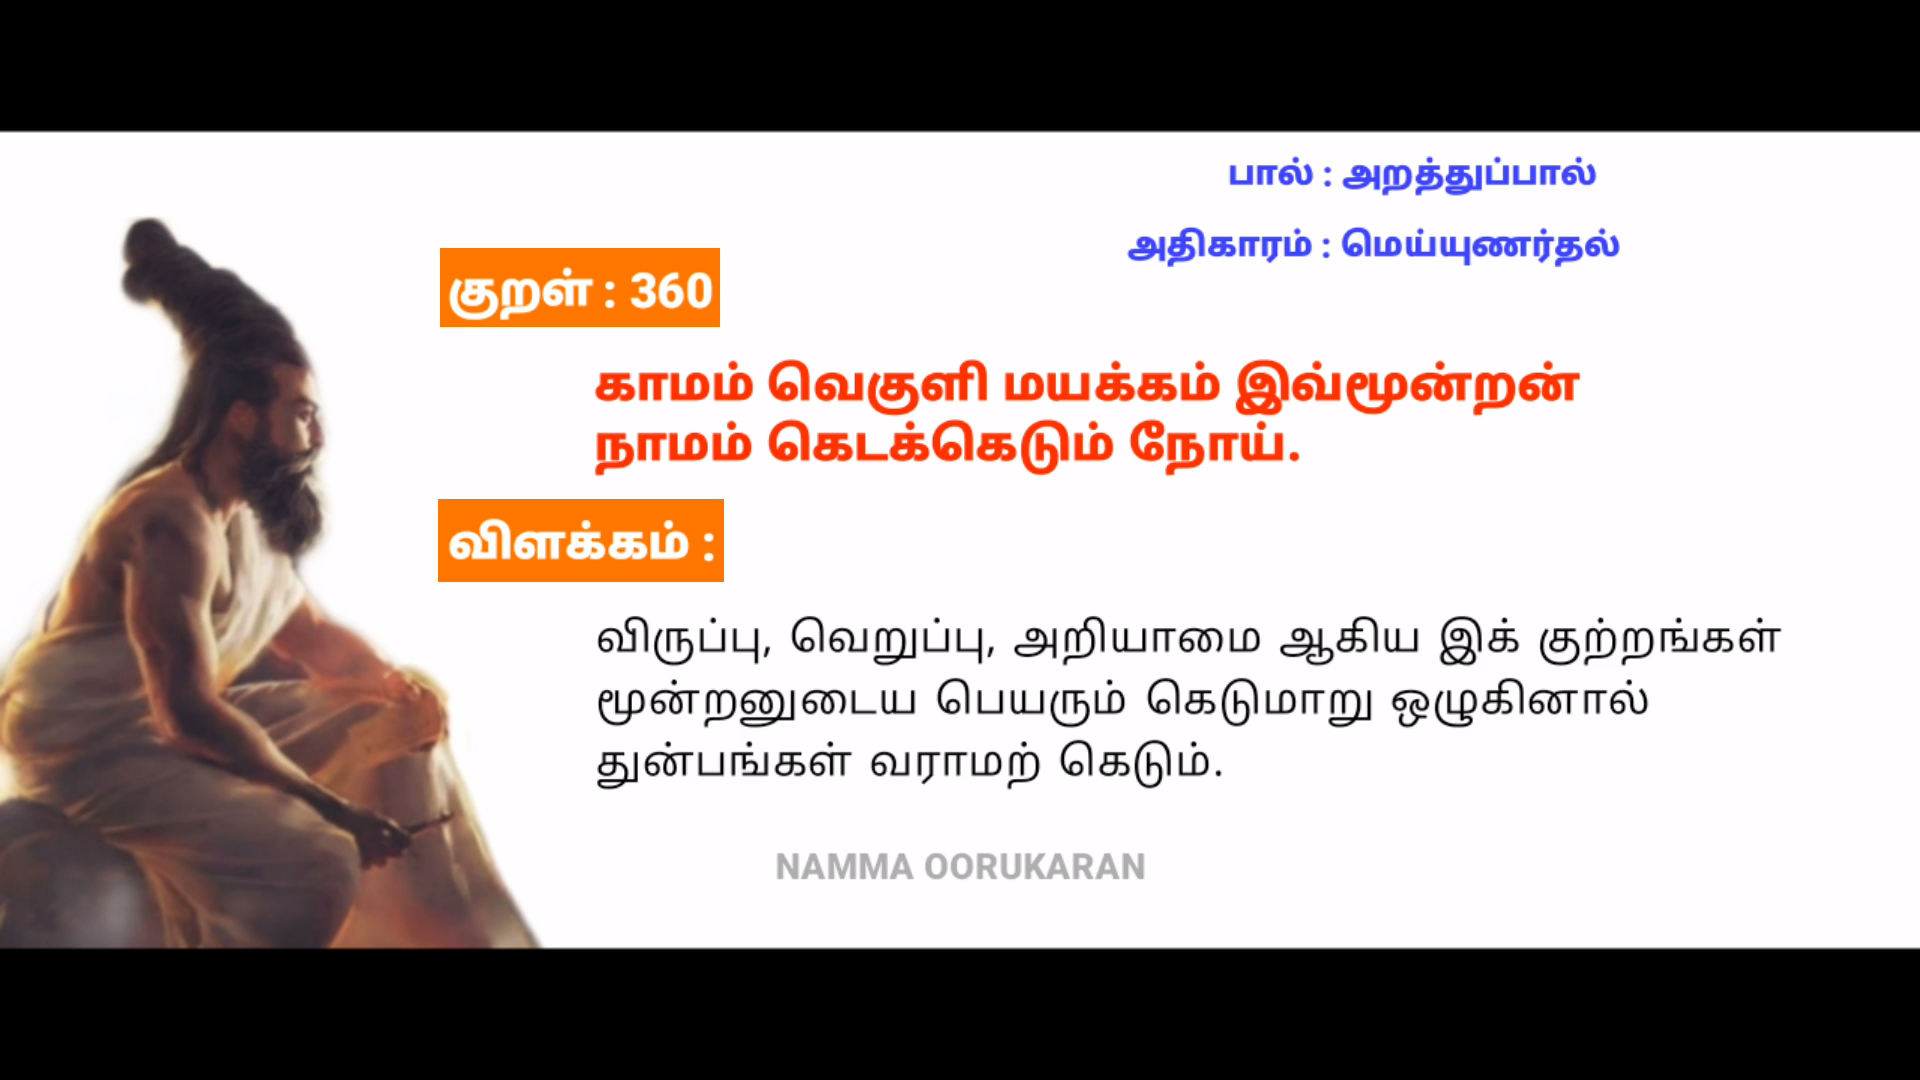 பால் : அறத்துப்பால்
அதிகாரம் : மெய்யுணர்தல்
குறள் : 360
காமம் வெகுளி மயக்கம் இவ்மூன்றன்
நாமம் கெடக்கெடும் நோய்.
விளக்கம் :
விருப்பு, வெறுப்பு, அறியாமை ஆகிய இக் குற்றங்கள்
மூன்றனுடைய பெயரும் கெடுமாறு ஒழுகினால்
துன்பங்கள் வராமற் கெடும்.
NAMMA OORUKARAN